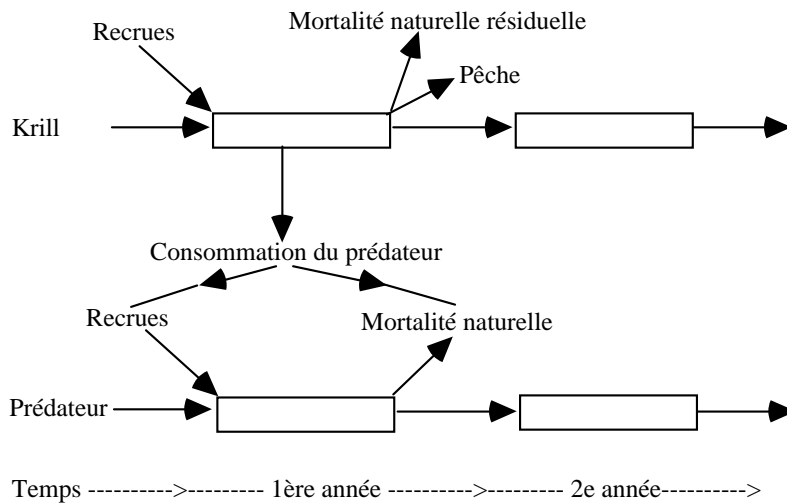 Recrues
Mortalité naturelle résiduelle
Pêche
Krill
Consommation du prédateur
Recrues
Mortalité naturelle
Prédateur
Temps ---------->--------- 1ère année ---------->--------- 2e année---------->